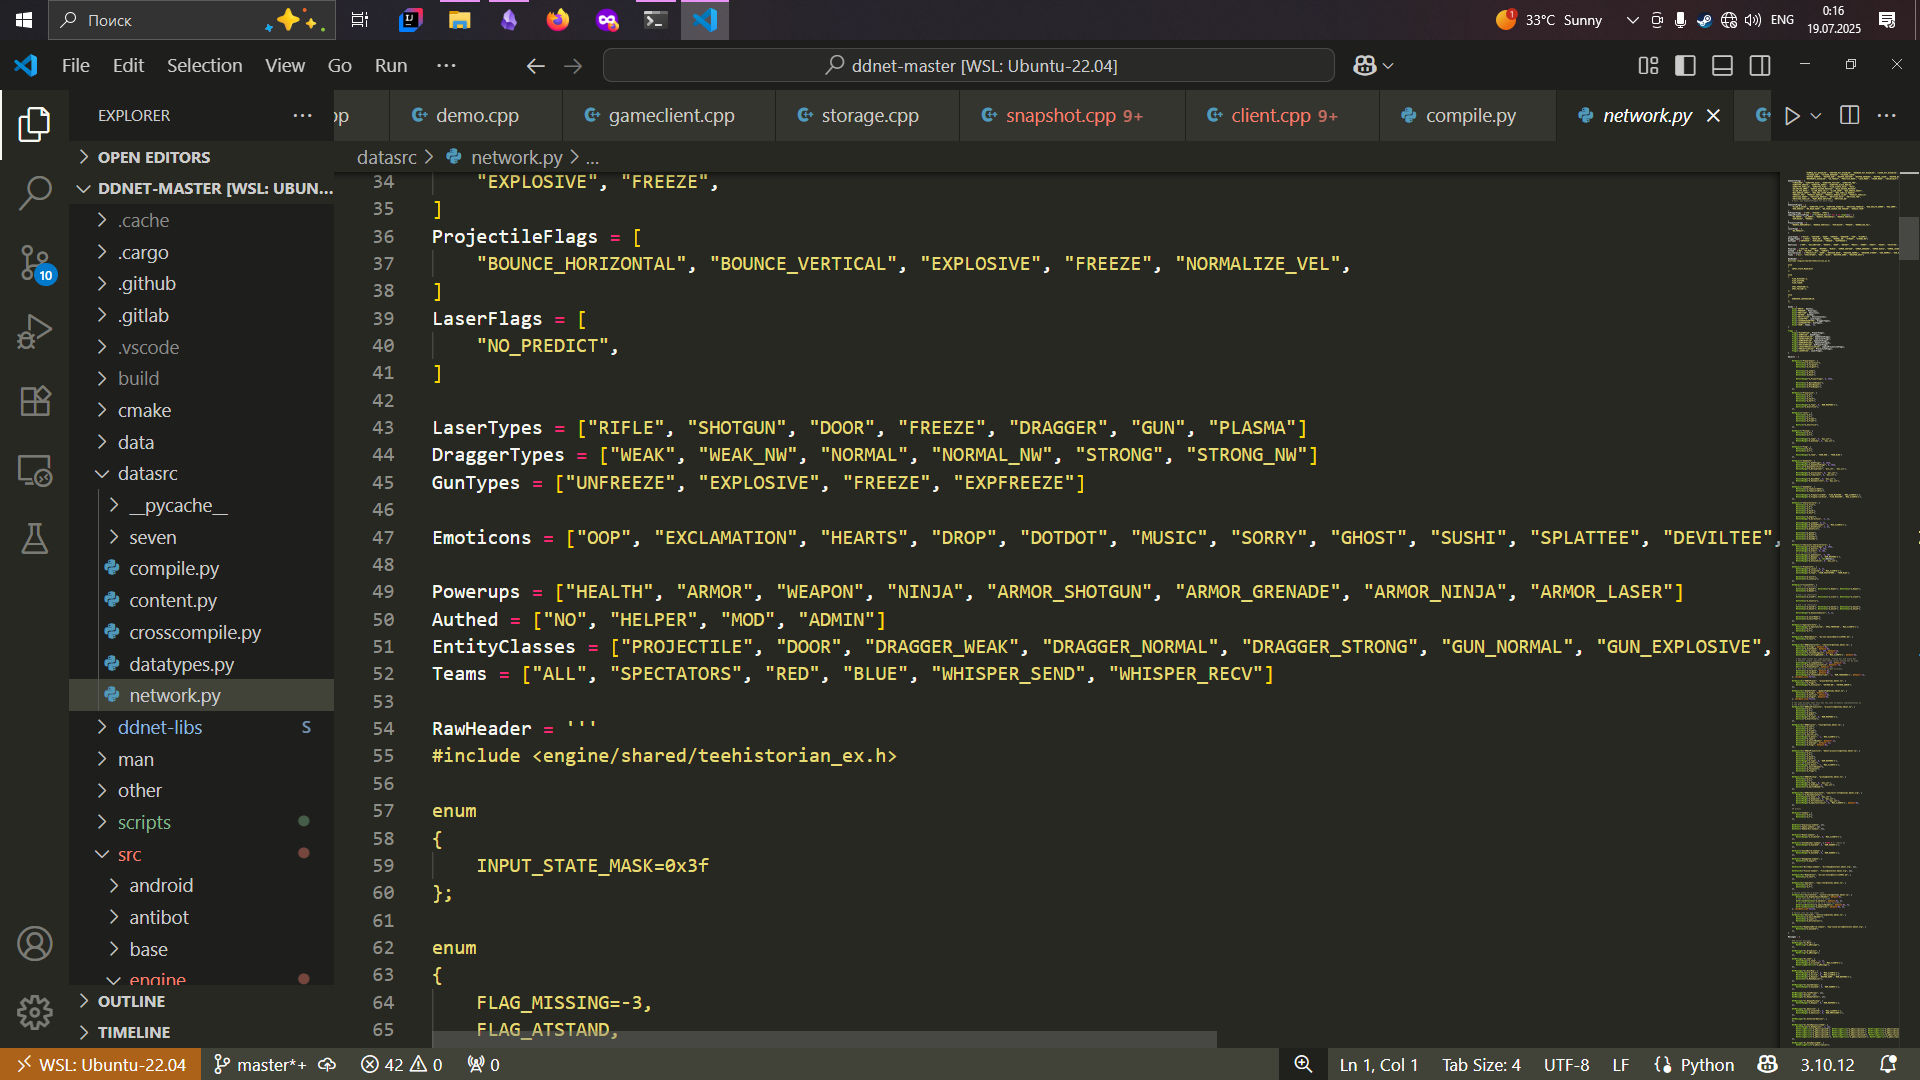 Поиск
33°C Sunny
ENG
0:16
19.07.2025
File Edit Selection View Go Run ···
ddnet-master [WSL: Ubuntu-22.04]
EXPLORER
pp
demo.cpp
gameclient.cpp
storage.cpp
snapshot.cpp 9+
client.cpp 9+
compile.py
network.py
datasrc > network.py > ...
OPEN EDITORS
DDNET-MASTER [WSL: UBUN...
.cache
.cargo
.github
.gitlab
.vscode
build
cmake
data
datasrc
__pycache__
seven
compile.py
content.py
crosscompile.py
datatypes.py
network.py
ddnet-libs S
man
other
scripts
src
android
antibot
base
engine
OUTLINE
TIMELINE
10
34 "EXPLOSIVE", "FREEZE",
35 ]
36 ProjectileFlags = [
37 "BOUNCE_HORIZONTAL", "BOUNCE_VERTICAL", "EXPLOSIVE", "FREEZE", "NORMALIZE_VEL",
38 ]
39 LaserFlags = [
40 "NO_PREDICT",
41 ]
42
43 LaserTypes = ["RIFLE", "SHOTGUN", "DOOR", "FREEZE", "DRAGGER", "GUN", "PLASMA"]
44 DraggerTypes = ["WEAK", "WEAK_NW", "NORMAL", "NORMAL_NW", "STRONG", "STRONG_NW"]
45 GunTypes = ["UNFREEZE", "EXPLOSIVE", "FREEZE", "EXPFREEZE"]
46
47 Emoticons = ["OOP", "EXCLAMATION", "HEARTS", "DROP", "DOTDOT", "MUSIC", "SORRY", "GHOST", "SUSHI", "SPLATTEE", "DEVILTEE",
48
49 Powerups = ["HEALTH", "ARMOR", "WEAPON", "NINJA", "ARMOR_SHOTGUN", "ARMOR_GRENADE", "ARMOR_NINJA", "ARMOR_LASER"]
50 Authed = ["NO", "HELPER", "MOD", "ADMIN"]
51 EntityClasses = ["PROJECTILE", "DOOR", "DRAGGER_WEAK", "DRAGGER_NORMAL", "DRAGGER_STRONG", "GUN_NORMAL", "GUN_EXPLOSIVE",
52 Teams = ["ALL", "SPECTATORS", "RED", "BLUE", "WHISPER_SEND", "WHISPER_RECV"]
53
54 RawHeader = '''
55 #include <engine/shared/teehistorian_ex.h>
56
57 enum
58 {
59 INPUT_STATE_MASK=0x3f
60 };
61
62 enum
63 {
64 FLAG_MISSING=-3,
65 FLAG_ATSTAND,
WSL: Ubuntu-22.04 master*+ 42 0 0 Ln 1, Col 1 Tab Size: 4 UTF-8 LF Python 3.10.12